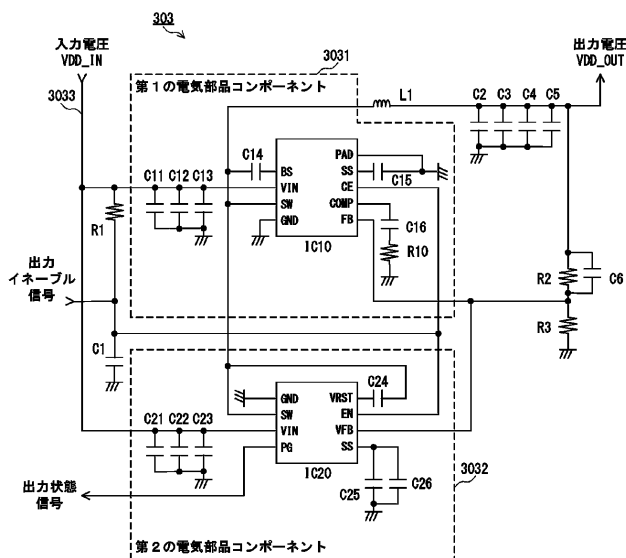 303
入力電圧
VDD_IN
3033
3031
第１の電気部品コンポーネント
出力電圧
VDD_OUT
L1
C2 C3 C4 C5
C14
C11 C12 C13
BS
VIN
SW
GND
PAD
SS
CE
COMP
FB
IC10
C15
C16
R10
R1
出力
イネーブル
信号
C1
R2
C6
R3
C24
GND
SW
VIN
PG
VRST
EN
VFB
SS
IC20
C21 C22 C23
C25
C26
3032
出力状態
信号
第２の電気部品コンポーネント